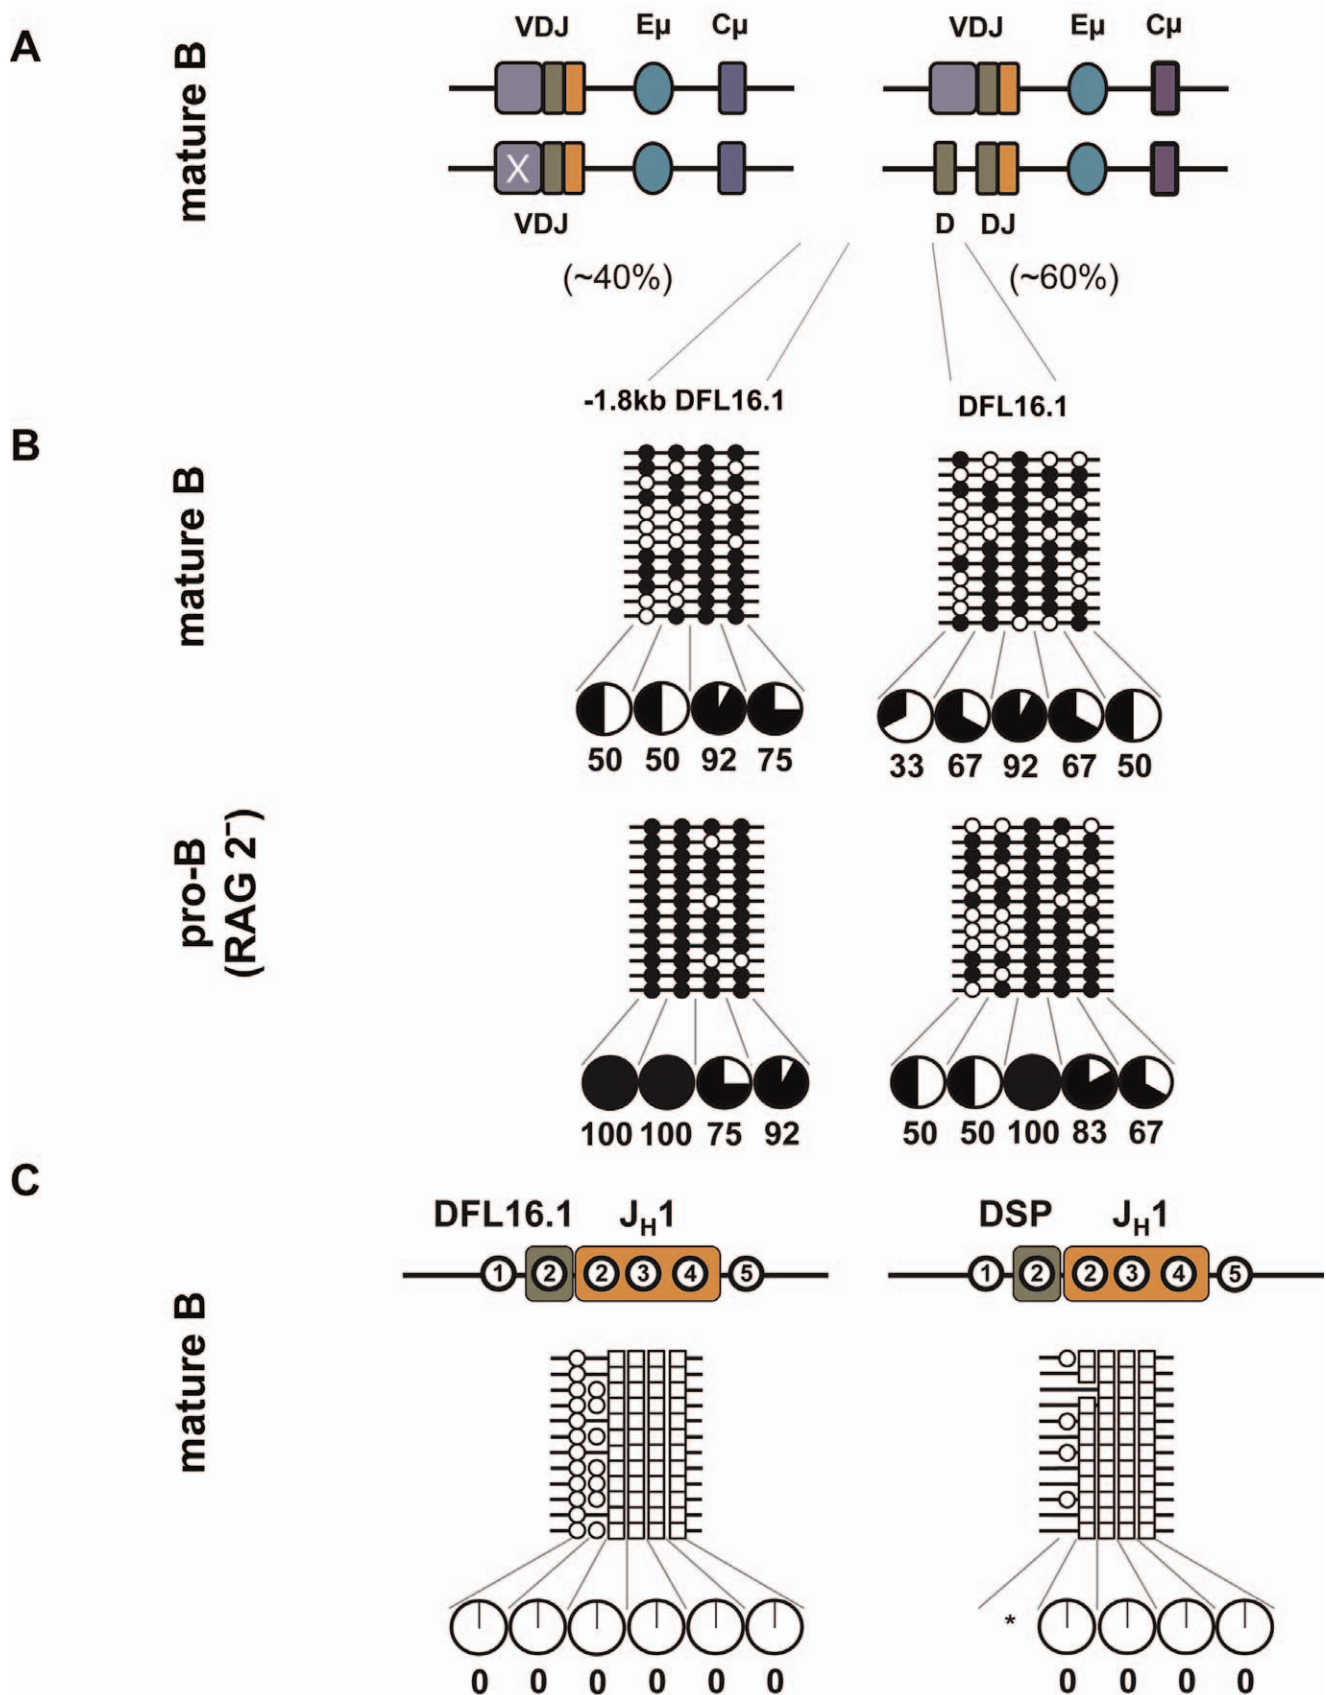 A
mature B
VDJ Eμ Cμ
VDJ Eμ Cμ
X
VDJ
D DJ
(~40%)
(~60%)
-1.8kb DFL16.1
DFL16.1
B
mature B
50 50 92 75
33 67 92 67 50
pro-B
(RAG 2⁻)
100 100 75 92
50 50 100 83 67
C
mature B
DFL16.1 JH1
DSP JH1
1 2 2 3 4 5
1 2 2 3 4 5
*
0 0 0 0 0 0
0 0 0 0